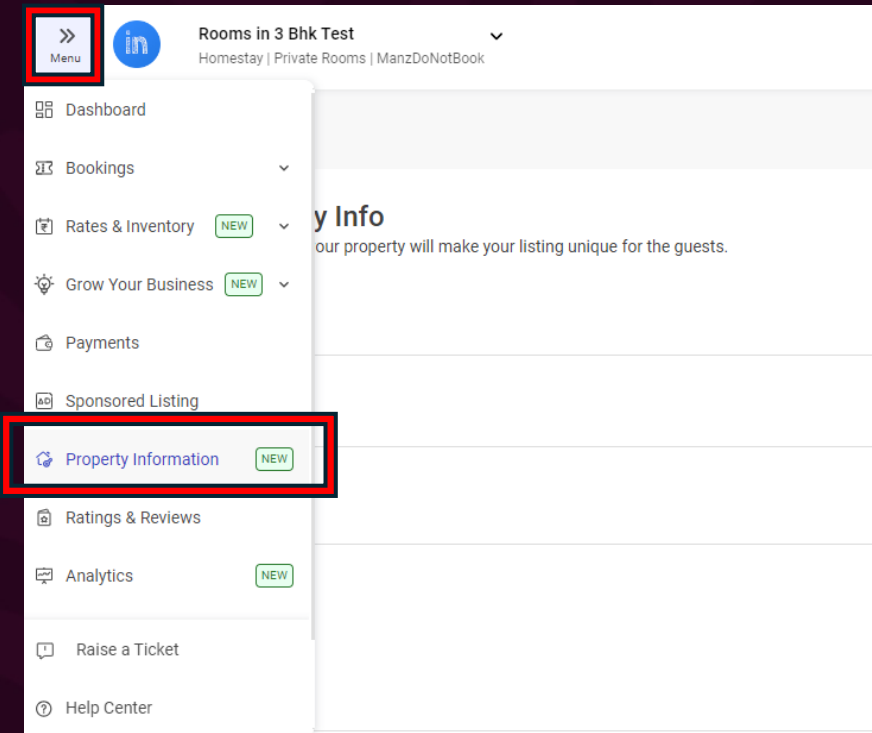 Menu
in
Rooms in 3 Bhk Test
Homestay | Private Rooms | ManzDoNotBook
Dashboard
Bookings
Rates & Inventory NEW
Grow Your Business NEW
Payments
AD Sponsored Listing
Property Information NEW
Ratings & Reviews
Analytics NEW
Raise a Ticket
Help Center
y Info
our property will make your listing unique for the guests.